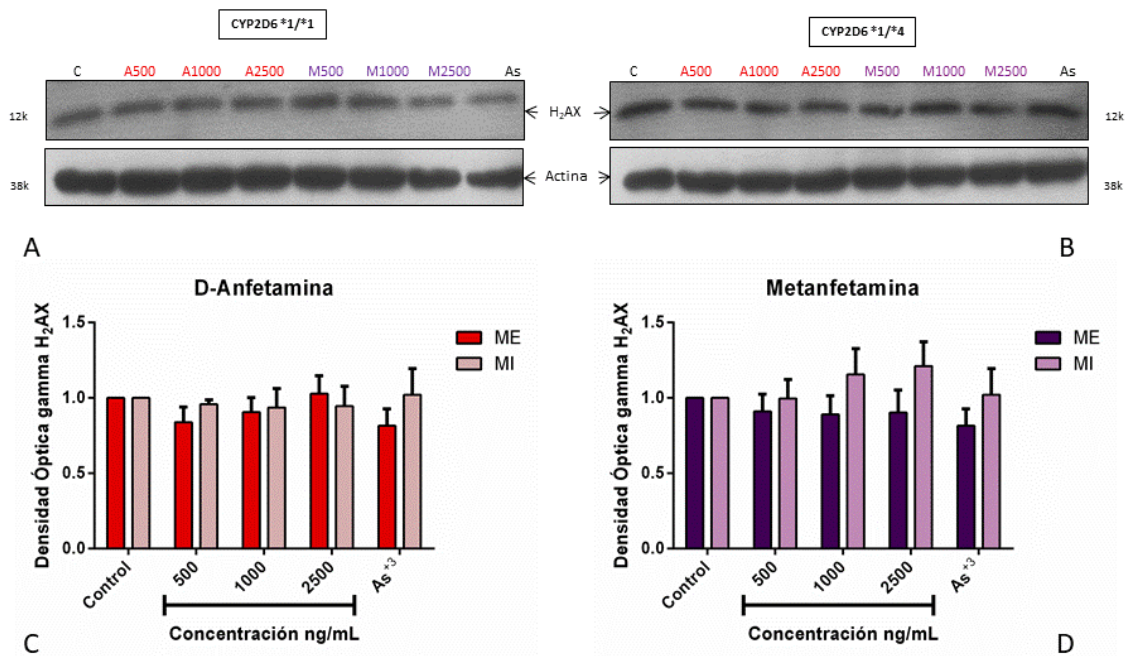 CYP2D6 *1/*1
CYP2D6 *1/*4
C A500 A1000 A2500 M500 M1000 M2500 As
C A500 A1000 A2500 M500 M1000 M2500 As
12k
H₂AX
12k
38k
Actina
38k
A
B
D-Anfetamina
Densidad Óptica gamma H₂AX
1.5
1.0
0.5
0.0
ME
MI
Control 500 1000 2500 As⁺³
Concentración ng/mL
C
Metanfetamina
Densidad Óptica gamma H₂AX
1.5
1.0
0.5
0.0
ME
MI
Control 500 1000 2500 As⁺³
Concentración ng/mL
D